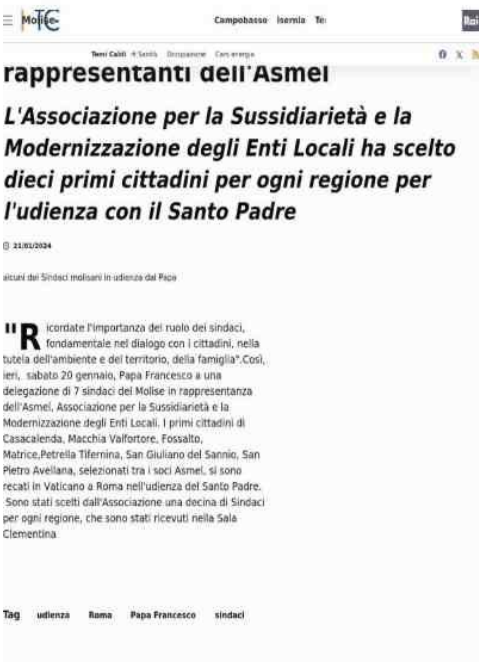 Molise
Campobasso Isernia Te
Rai
Temi Caldi Sanità Occupazione Caro energia
rappresentanti dell'Asmel
L'Associazione per la Sussidiarietà e la
Modernizzazione degli Enti Locali ha scelto
dieci primi cittadini per ogni regione per
l'udienza con il Santo Padre
21/01/2024
alcuni dei Sindaci molisani in udienza dal Papa
"Ricordate l'importanza del ruolo dei sindaci,
fondamentale nel dialogo con i cittadini, nella
tutela dell'ambiente e del territorio, della famiglia".Così,
ieri, sabato 20 gennaio, Papa Francesco a una
delegazione di 7 sindaci del Molise in rappresentanza
dell'Asmel, Associazione per la Sussidiarietà e la
Modernizzazione degli Enti Locali. I primi cittadini di
Casacalenda, Macchia Valfortore, Fossalto,
Matrice,Petrella Tifernina, San Giuliano del Sannio, San
Pietro Avellana, selezionati tra i soci Asmel, si sono
recati in Vaticano a Roma nell'udienza del Santo Padre.
Sono stati scelti dall'Associazione una decina di Sindaci
per ogni regione, che sono stati ricevuti nella Sala
Clementina
Tag udienza Roma Papa Francesco sindaci